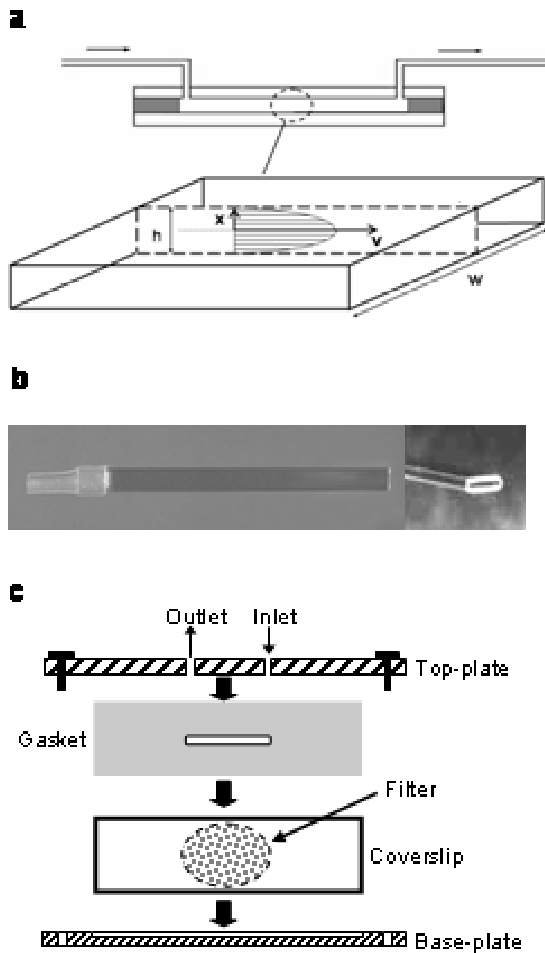 a
x
h
v
w
b
c
Outlet Inlet
Top-plate
Gasket
Filter
Coverslip
Base-plate